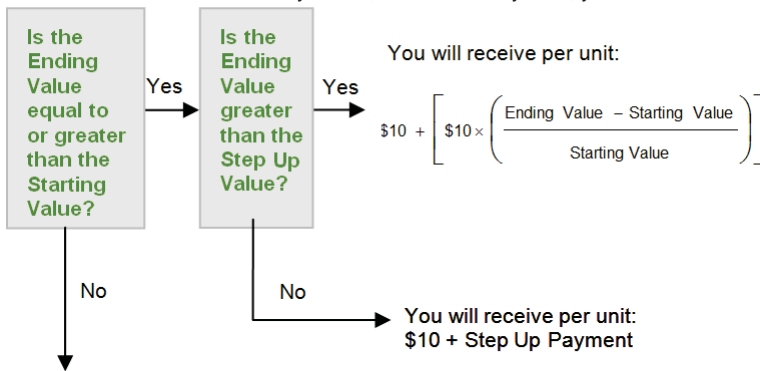 Is the
Ending
Value
equal to
or greater
than the
Starting
Value?
Yes
Is the
Ending
Value
greater
than the
Step Up
Value?
Yes
You will receive per unit:
$10 + [ $10 × ( Ending Value – Starting Value
Starting Value ) ]
No
No
You will receive per unit:
$10 + Step Up Payment